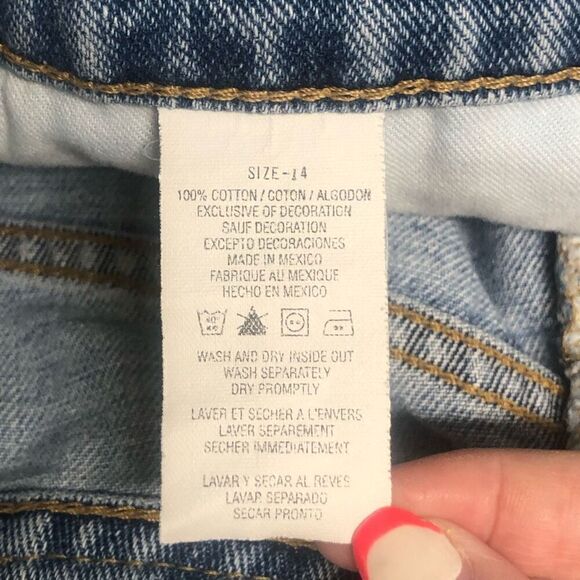 SIZE-14
100% COTTON / COTON / ALGODON
EXCLUSIVE OF DECORATION
SAUF DECORATION
EXCEPTO DECORACIONES
MADE IN MEXICO
FABRIQUE AU MEXIQUE
HECHO EN MEXICO
WASH AND DRY INSIDE OUT
WASH SEPARATELY
DRY PROMPTLY
LAVER ET SECHER A L'ENVERS
LAVER SEPAREMENT
SECHER IMMEDIATEMENT
LAVAR Y SECAR AL REVES
LAVAR SEPARADO
SECAR PRONTO